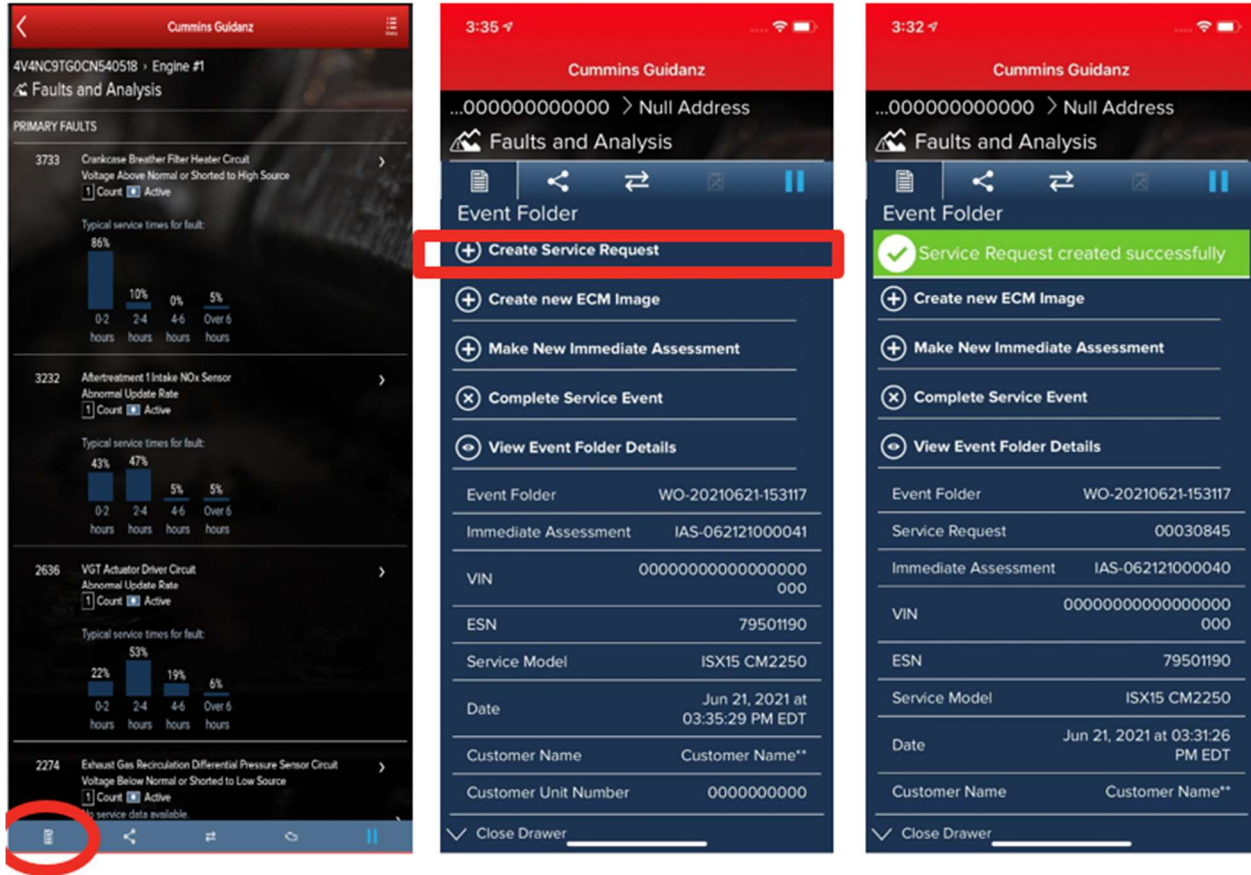 Cummins Guidanz
Menu
4V4NC9TG0CN540518 > Engine #1
Faults and Analysis
PRIMARY FAULTS
3733 Crankcase Breather Filter Heater Circuit
Voltage Above Normal or Shorted to High Source
1 Count Active
Typical service times for fault:
86% 10% 0% 5%
0-2 2-4 4-6 Over 6
hours hours hours hours
3232 Aftertreatment 1 Intake NOx Sensor
Abnormal Update Rate
1 Count Active
Typical service times for fault:
43% 47% 5% 5%
0-2 2-4 4-6 Over 6
hours hours hours hours
2636 VGT Actuator Driver Circuit
Abnormal Update Rate
1 Count Active
Typical service times for fault:
22% 53% 19% 6%
0-2 2-4 4-6 Over 6
hours hours hours hours
2274 Exhaust Gas Recirculation Differential Pressure Sensor Circuit
Voltage Below Normal or Shorted to Low Source
1 Count Active
No service data available.
3:35
Cummins Guidanz
...000000000000 > Null Address
Faults and Analysis
Event Folder
Create Service Request
Create new ECM Image
Make New Immediate Assessment
Complete Service Event
View Event Folder Details
Event Folder WO-20210621-153117
Immediate Assessment IAS-062121000041
VIN 00000000000000000
000
ESN 79501190
Service Model ISX15 CM2250
Date Jun 21, 2021 at
03:35:29 PM EDT
Customer Name Customer Name**
Customer Unit Number 0000000000
Close Drawer
3:32
Cummins Guidanz
...000000000000 > Null Address
Faults and Analysis
Event Folder
Service Request created successfully
Create new ECM Image
Make New Immediate Assessment
Complete Service Event
View Event Folder Details
Event Folder WO-20210621-153117
Service Request 00030845
Immediate Assessment IAS-062121000040
VIN 00000000000000000
000
ESN 79501190
Service Model ISX15 CM2250
Date Jun 21, 2021 at 03:31:26
PM EDT
Customer Name Customer Name**
Close Drawer